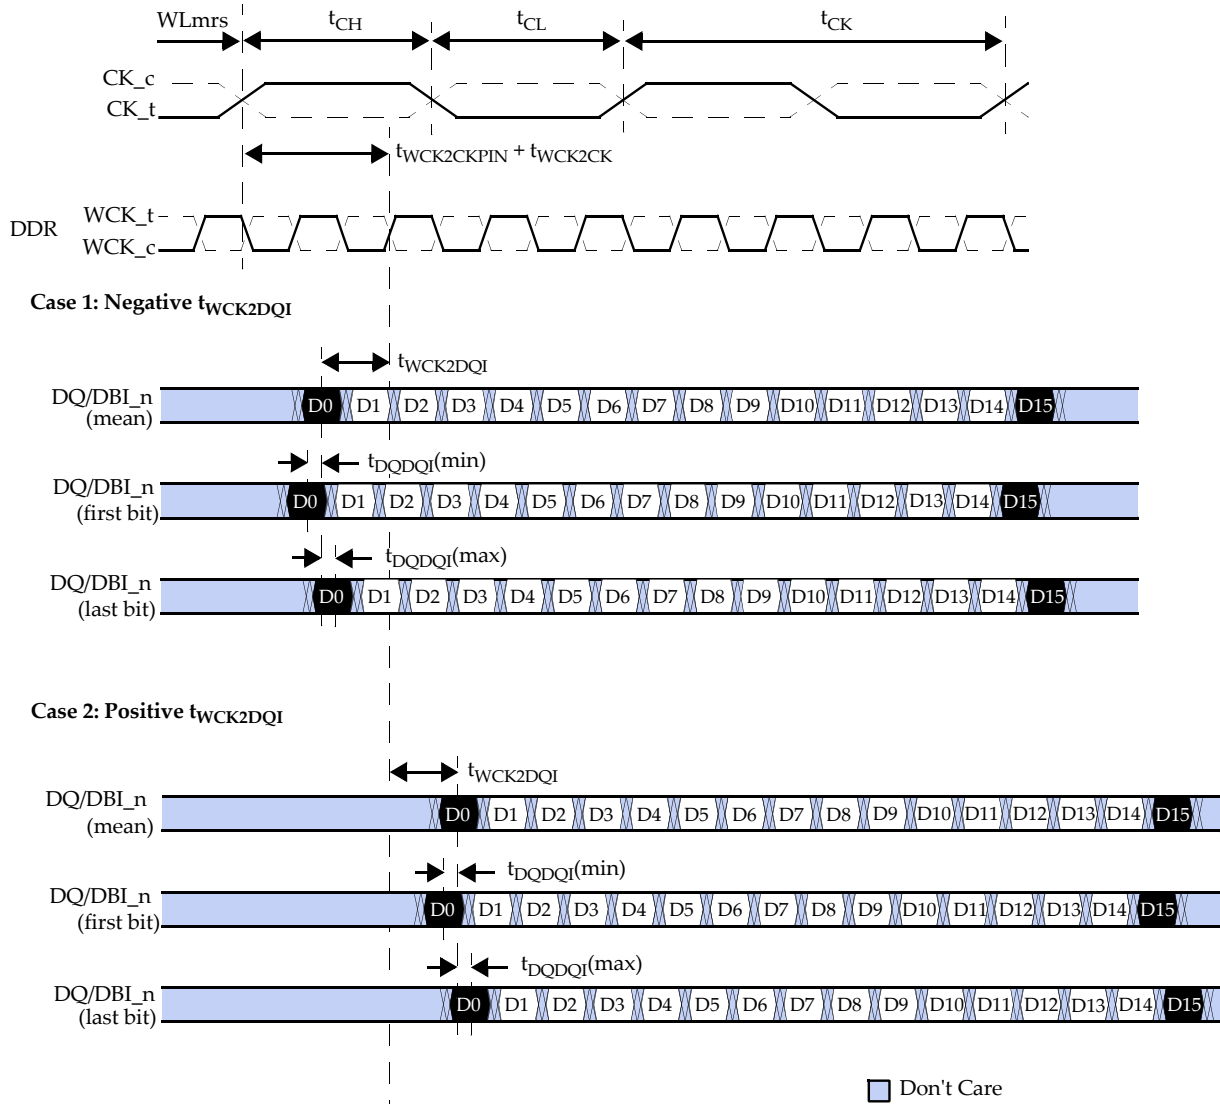 WLmrs tCH tCL tCK
CK_c
CK_t
tWCK2CKPIN + tWCK2CK
WCK_t
DDR
WCK_c
Case 1: Negative tWCK2DQI
tWCK2DQI
DQ/DBI_n
(mean)
D0 D1 D2 D3 D4 D5 D6 D7 D8 D9 D10 D11 D12 D13 D14 D15
tDQDQI(min)
DQ/DBI_n
(first bit)
D0 D1 D2 D3 D4 D5 D6 D7 D8 D9 D10 D11 D12 D13 D14 D15
tDQDQI(max)
DQ/DBI_n
(last bit)
D0 D1 D2 D3 D4 D5 D6 D7 D8 D9 D10 D11 D12 D13 D14 D15
Case 2: Positive tWCK2DQI
tWCK2DQI
DQ/DBI_n
(mean)
D0 D1 D2 D3 D4 D5 D6 D7 D8 D9 D10 D11 D12 D13 D14 D15
tDQDQI(min)
DQ/DBI_n
(first bit)
D0 D1 D2 D3 D4 D5 D6 D7 D8 D9 D10 D11 D12 D13 D14 D15
tDQDQI(max)
DQ/DBI_n
(last bit)
D0 D1 D2 D3 D4 D5 D6 D7 D8 D9 D10 D11 D12 D13 D14 D15
Don't Care